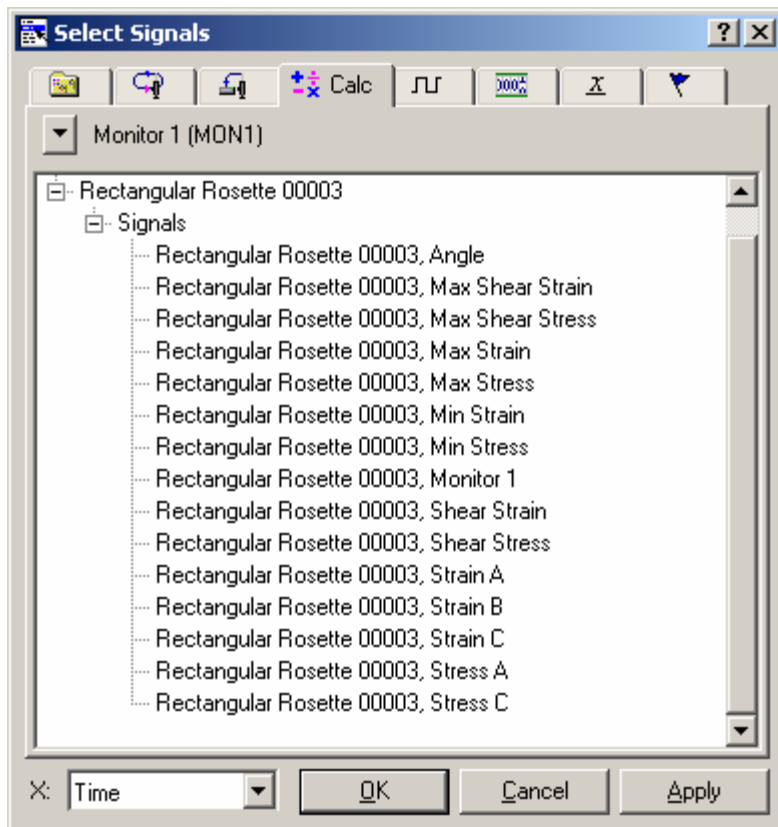 Select Signals
Calc
Monitor 1 (MON1)
Rectangular Rosette 00003
Signals
Rectangular Rosette 00003, Angle
Rectangular Rosette 00003, Max Shear Strain
Rectangular Rosette 00003, Max Shear Stress
Rectangular Rosette 00003, Max Strain
Rectangular Rosette 00003, Max Stress
Rectangular Rosette 00003, Min Strain
Rectangular Rosette 00003, Min Stress
Rectangular Rosette 00003, Monitor 1
Rectangular Rosette 00003, Shear Strain
Rectangular Rosette 00003, Shear Stress
Rectangular Rosette 00003, Strain A
Rectangular Rosette 00003, Strain B
Rectangular Rosette 00003, Strain C
Rectangular Rosette 00003, Stress A
Rectangular Rosette 00003, Stress C
X: Time OK Cancel Apply